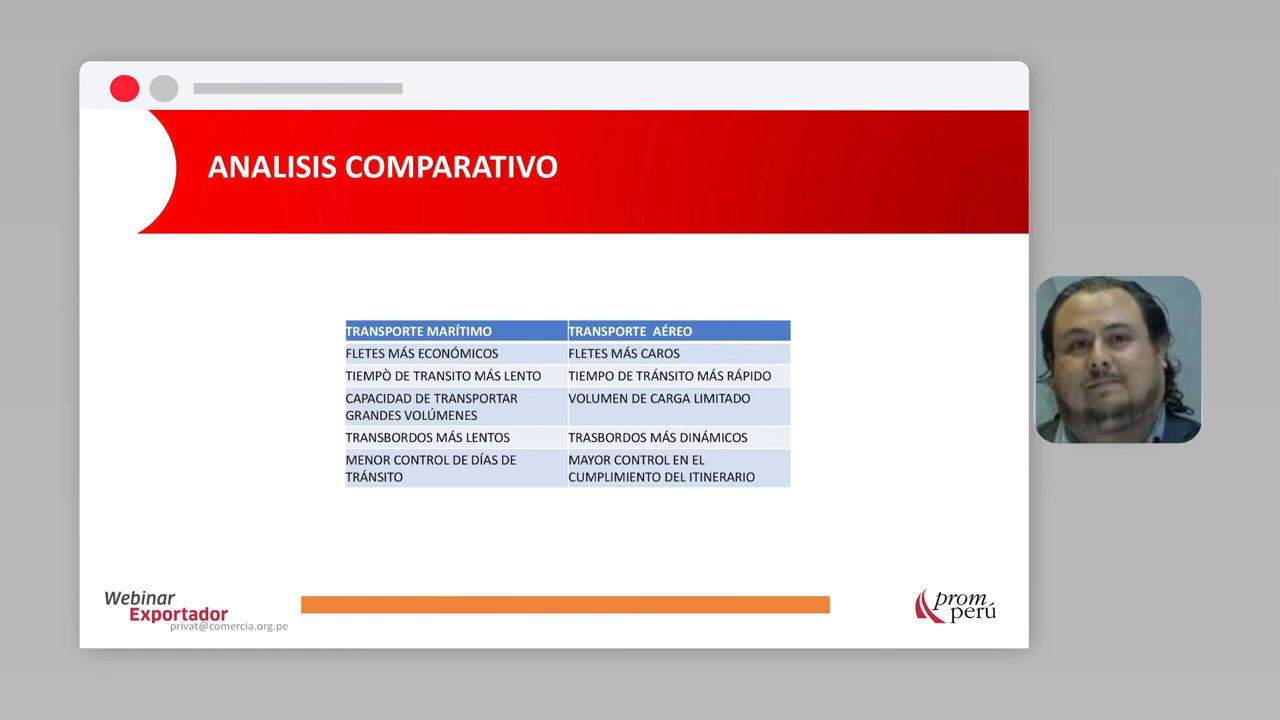 ANALISIS COMPARATIVO
TRANSPORTE MARÍTIMO
TRANSPORTE AÉREO
FLETES MÁS ECONÓMICOS
FLETES MÁS CAROS
TIEMPÒ DE TRANSITO MÁS LENTO
TIEMPO DE TRÁNSITO MÁS RÁPIDO
CAPACIDAD DE TRANSPORTAR
GRANDES VOLÚMENES
VOLUMEN DE CARGA LIMITADO
TRANSBORDOS MÁS LENTOS
TRASBORDOS MÁS DINÁMICOS
MENOR CONTROL DE DÍAS DE
TRÁNSITO
MAYOR CONTROL EN EL
CUMPLIMIENTO DEL ITINERARIO
Webinar
Exportador
privat@comercia.org.pe
prom
perú